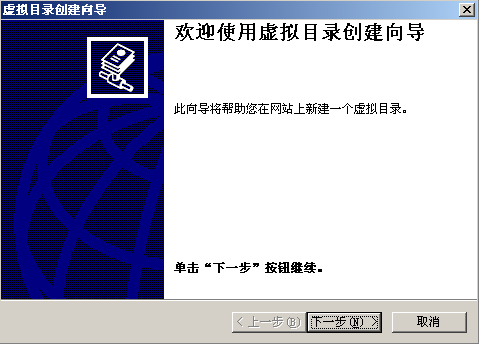 虚拟目录创建向导
欢迎使用虚拟目录创建向导
此向导将帮助您在网站上新建一个虚拟目录。
单击“下一步”按钮继续。
< 上一步(B) 下一步(N) > 取消